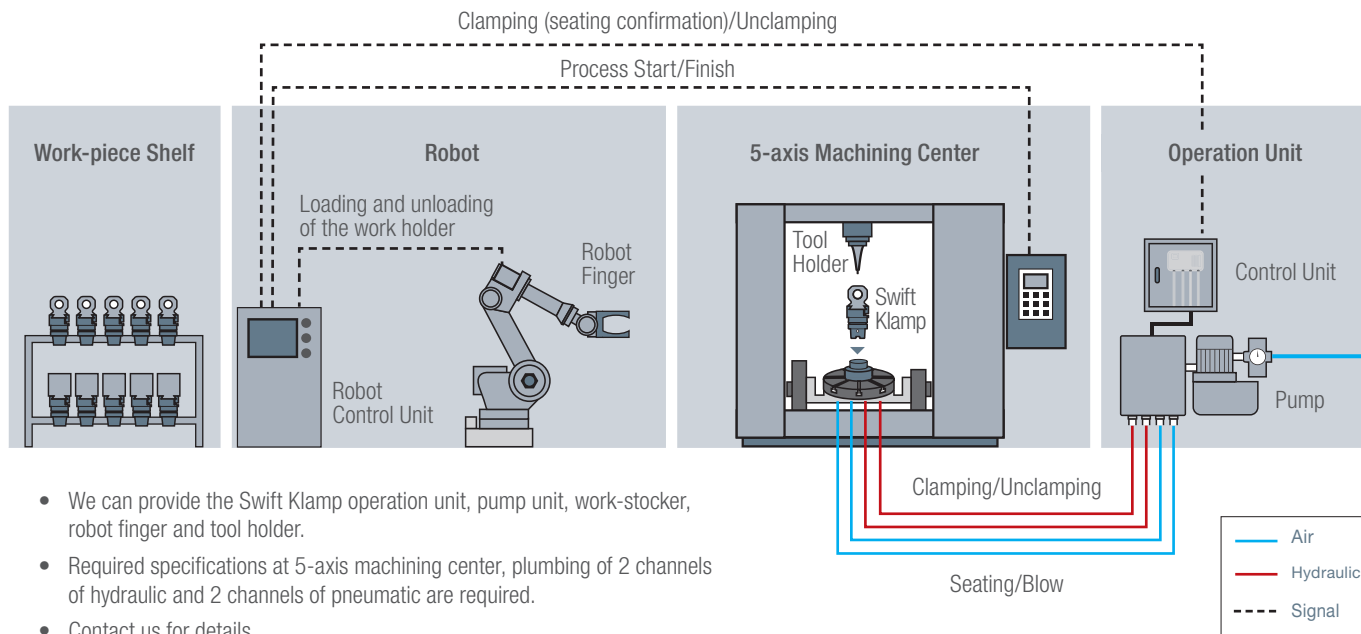 Clamping (seating confirmation)/Unclamping
Process Start/Finish
Work-piece Shelf
Robot
5-axis Machining Center
Operation Unit
Loading and unloading
of the work holder
Robot
Finger
Tool
Holder
Swift
Klamp
Control Unit
Robot
Control Unit
Pump
Clamping/Unclamping
Seating/Blow
• We can provide the Swift Klamp operation unit, pump unit, work-stocker,
robot finger and tool holder.
• Required specifications at 5-axis machining center, plumbing of 2 channels
of hydraulic and 2 channels of pneumatic are required.
• Contact us for details
Air
Hydraulic
Signal